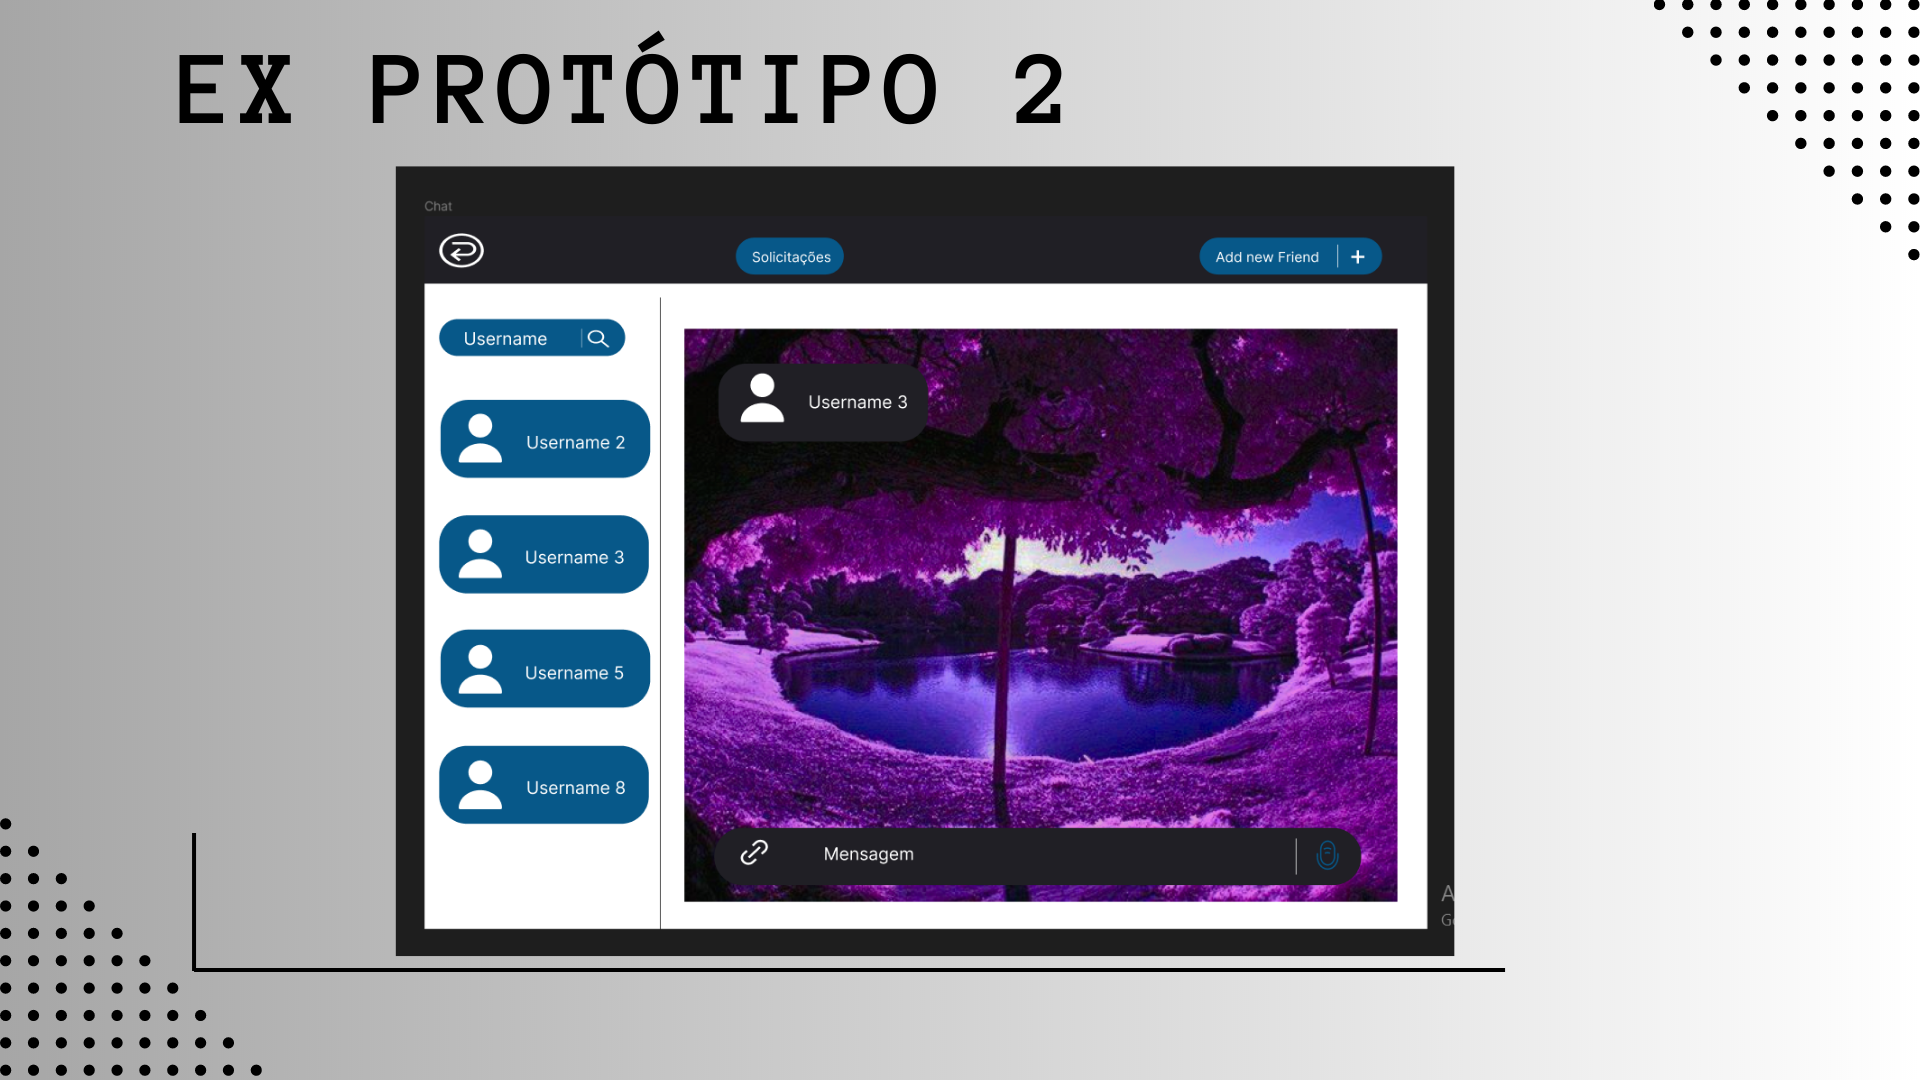 EX PROTÓTIPO 2
Chat
Solicitações
Add new Friend +
Username
Username 2
Username 3
Username 5
Username 8
Username 3
Mensagem